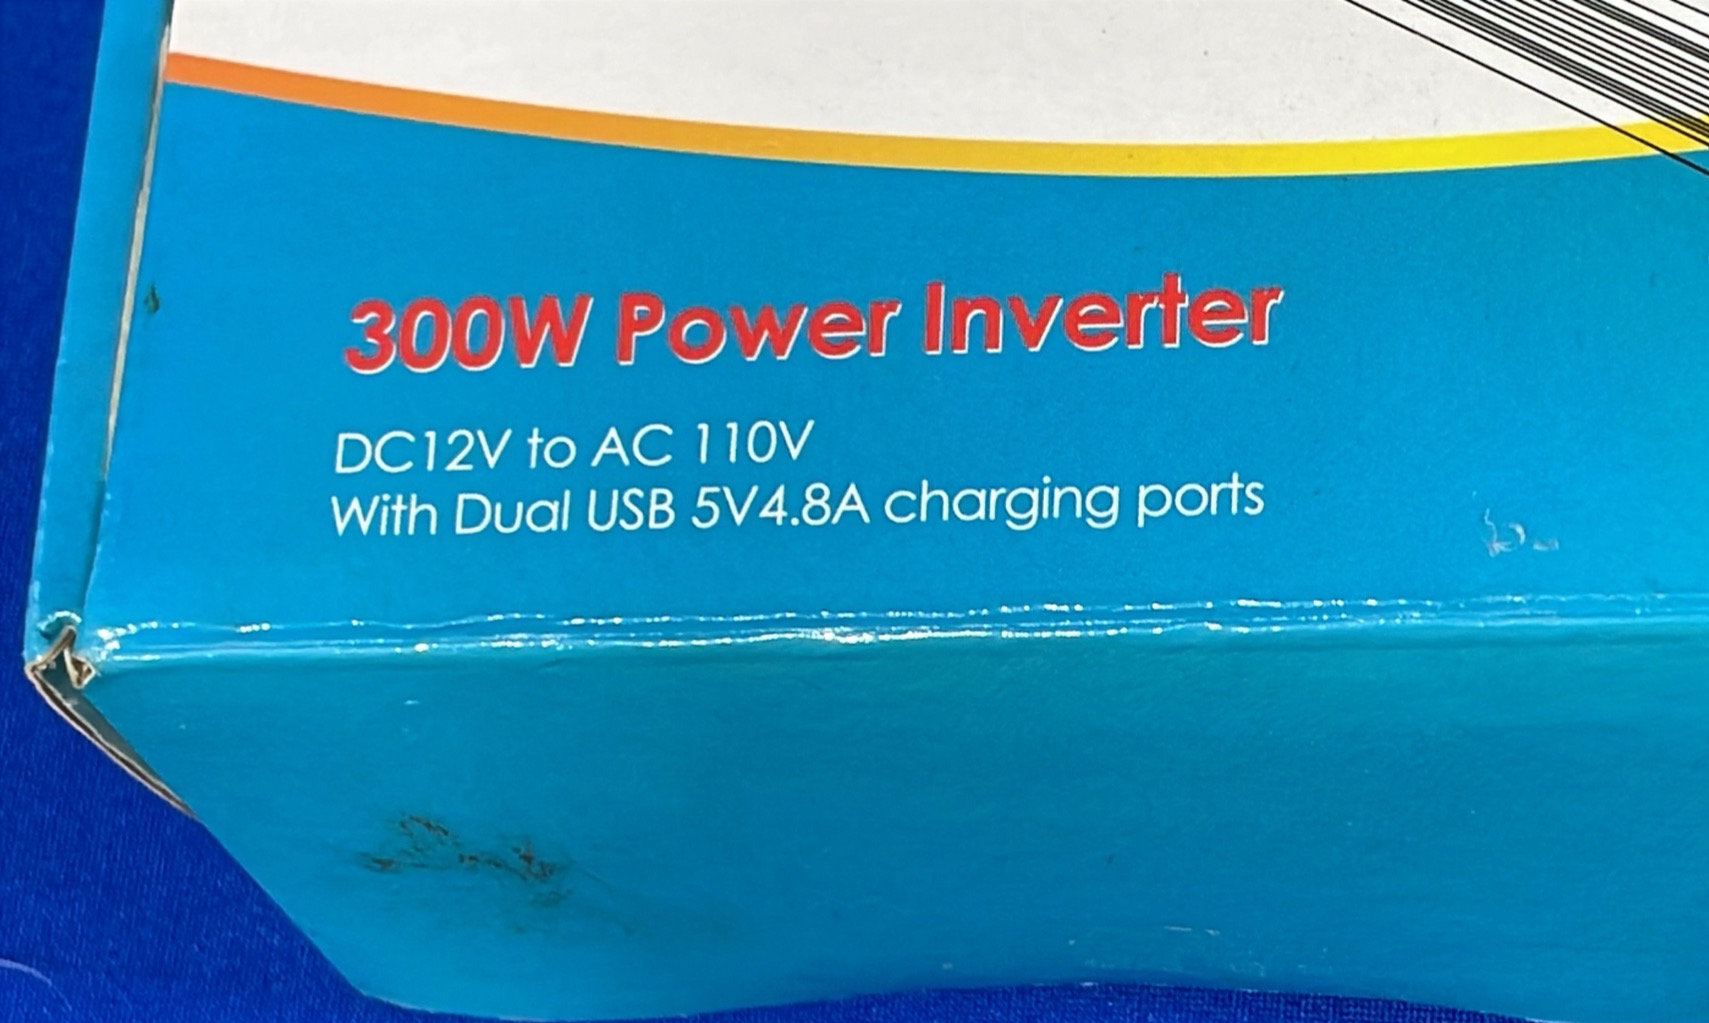 300W Power Inverter
DC12V to AC 110V
With Dual USB 5V4.8A charging ports